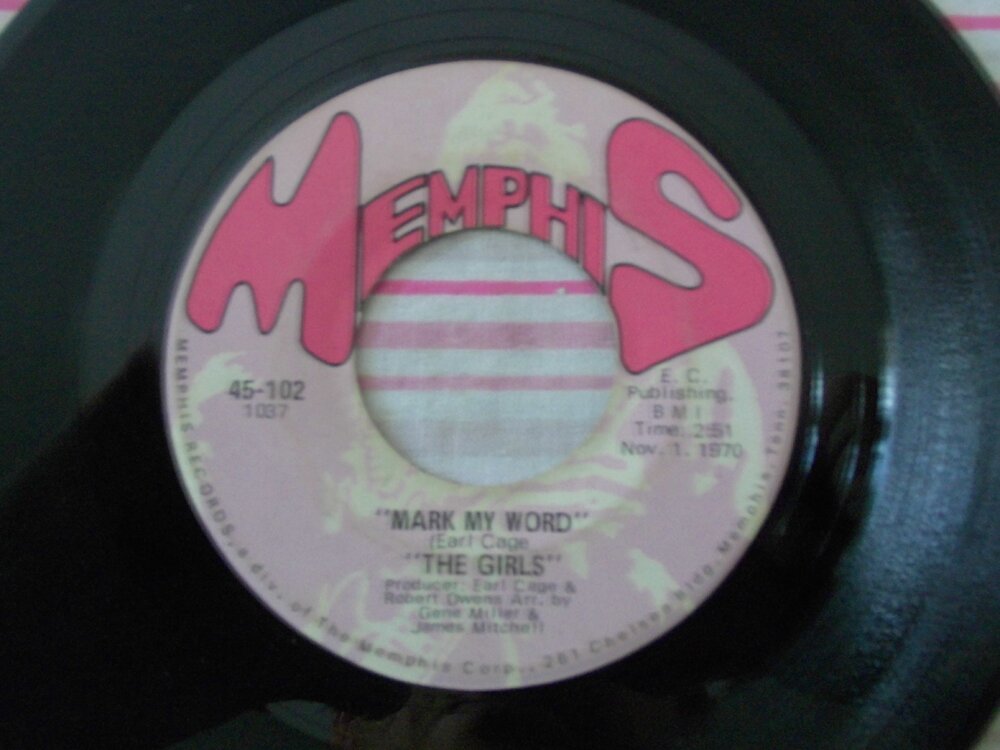 MEMPHIS
45-102
1037
E. C.
Publishing.
B M I
Time: 2:51
Nov. 1. 1970
"MARK MY WORD"
(Earl Cage
"THE GIRLS"
Producer: Earl Cage &
Robert Owens Arr. by
Gene Miller &
James Mitchell
MEMPHIS RECORDS, a div. of The Memphis Corp., 261 Chelsea bldg. Memphis, Tenn. 38107